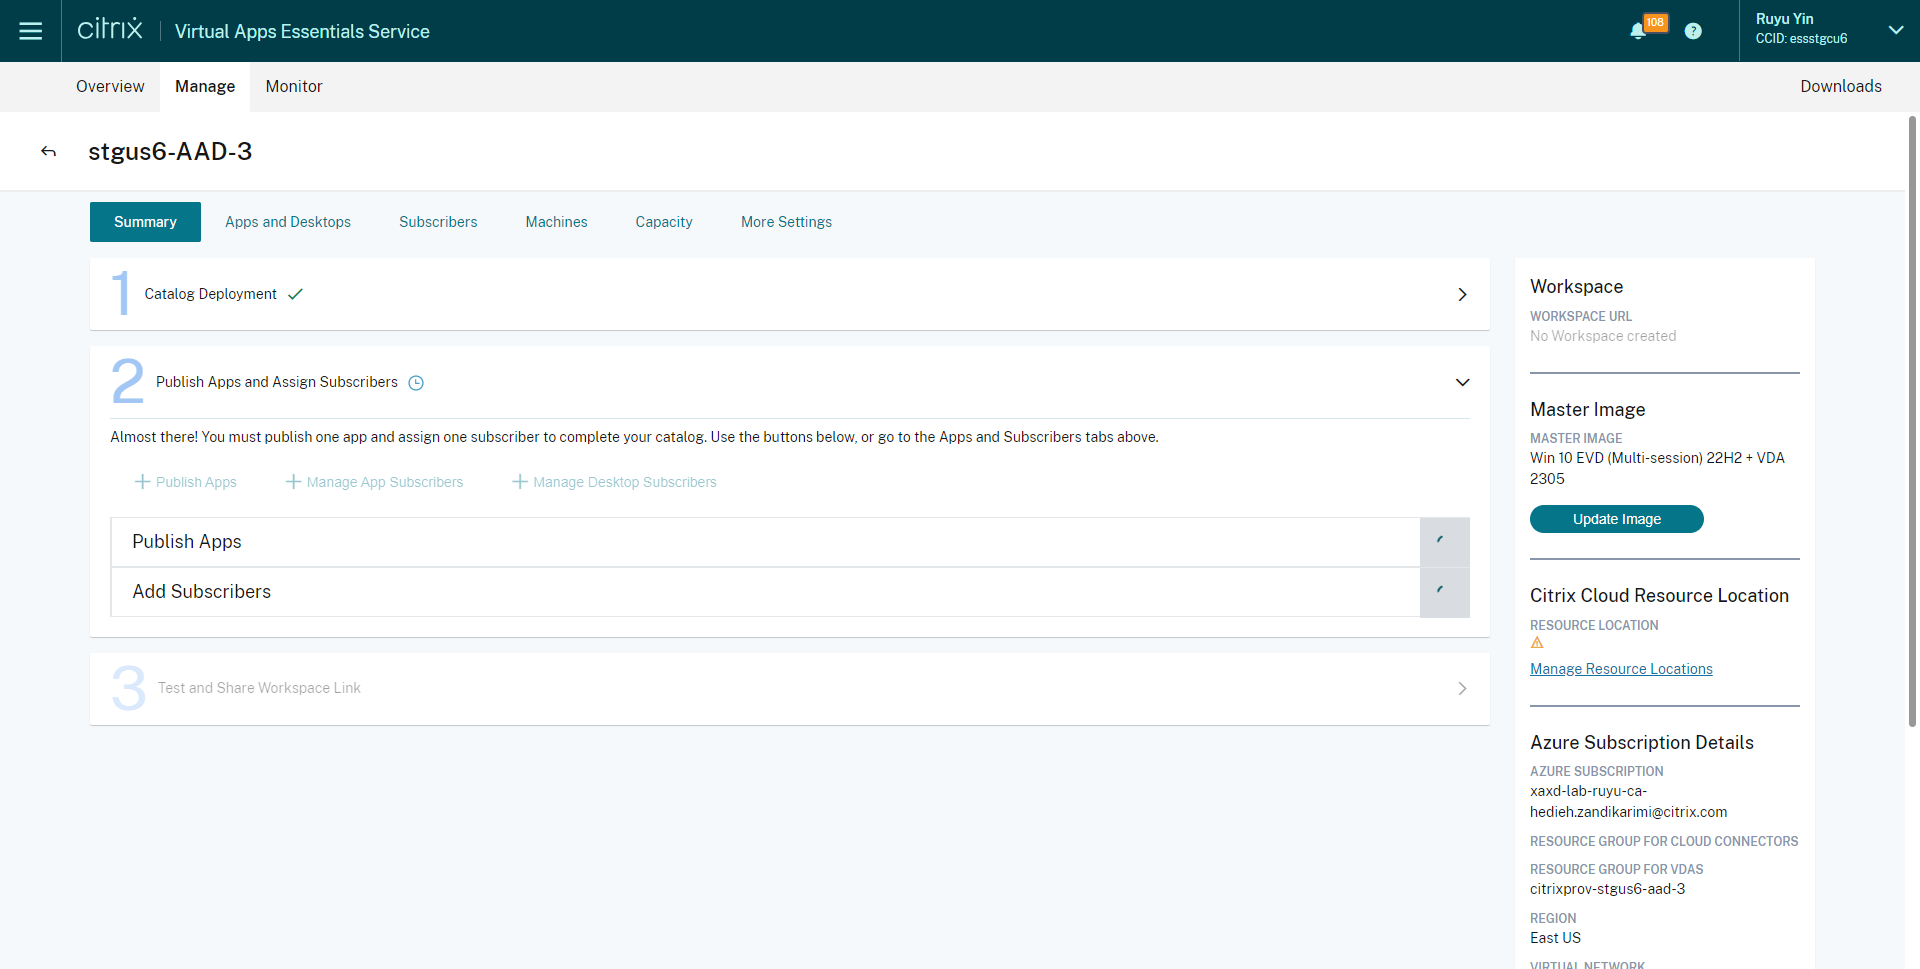 citrix
Virtual Apps Essentials Service
108
?
Ruyu Yin
CCID: essstgcu6
Overview
Manage
Monitor
Downloads
stgus6-AAD-3
Summary
Apps and Desktops
Subscribers
Machines
Capacity
More Settings
1
Catalog Deployment
2
Publish Apps and Assign Subscribers
Almost there! You must publish one app and assign one subscriber to complete your catalog. Use the buttons below, or go to the Apps and Subscribers tabs above.
Publish Apps
Manage App Subscribers
Manage Desktop Subscribers
Publish Apps
Add Subscribers
3
Test and Share Workspace Link
Workspace
WORKSPACE URL
No Workspace created
Master Image
MASTER IMAGE
Win 10 EVD (Multi-session) 22H2 + VDA
2305
Update Image
Citrix Cloud Resource Location
RESOURCE LOCATION
Manage Resource Locations
Azure Subscription Details
AZURE SUBSCRIPTION
xaxd-lab-ruyu-ca-
hedieh.zandikarimi@citrix.com
RESOURCE GROUP FOR CLOUD CONNECTORS
RESOURCE GROUP FOR VDAS
citrixprov-stgus6-aad-3
REGION
East US
VIRTUAL NETWORK